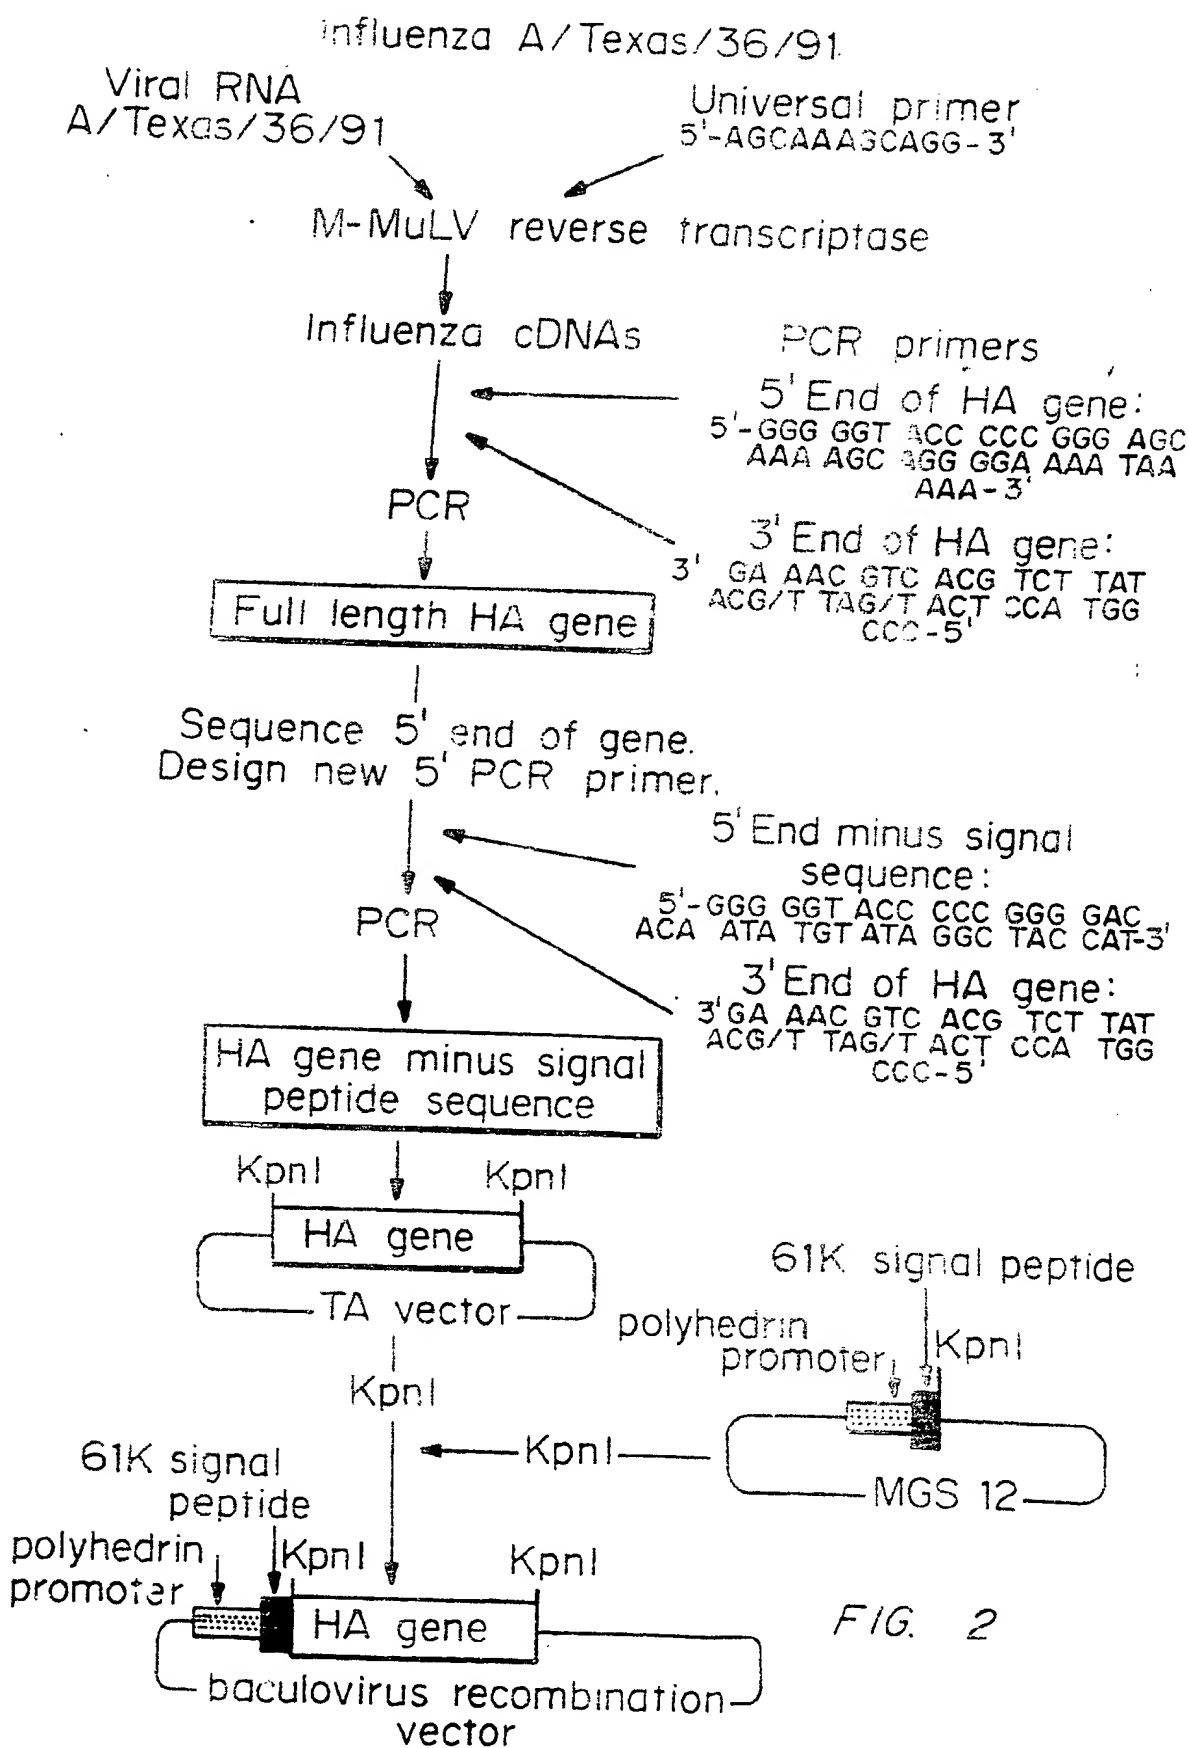 Influenza A/Texas/36/91
Viral RNA
A/Texas/36/91
Universal primer
5'-AGCAAAAGCAGG-3'
M-MuLV reverse transcriptase
Influenza cDNAs
PCR primers
5' End of HA gene:
5'-GGG GGT ACC CCC GGG AGC
AAA AGC AGG GGA AAA TAA
AAA-3'
3' End of HA gene:
3' GA AAC GTC ACG TCT TAT
ACG/T TAG/T ACT CCA TGG
CCC-5'
PCR
Full length HA gene
Sequence 5' end of gene.
Design new 5' PCR primer.
5' End minus signal
sequence:
5'-GGG GGT ACC CCC GGG GAC
ACA ATA TGT ATA GGC TAC CAT-3'
3' End of HA gene:
3' GA AAC GTC ACG TCT TAT
ACG/T TAG/T ACT CCA TGG
CCC-5'
PCR
HA gene minus signal
peptide sequence
KpnI KpnI
HA gene
TA vector
61K signal peptide
polyhedrin
promoter
KpnI
KpnI
KpnI
MGS 12
61K signal
peptide
polyhedrin
promoter
KpnI KpnI
HA gene
baculovirus recombination
vector
FIG. 2